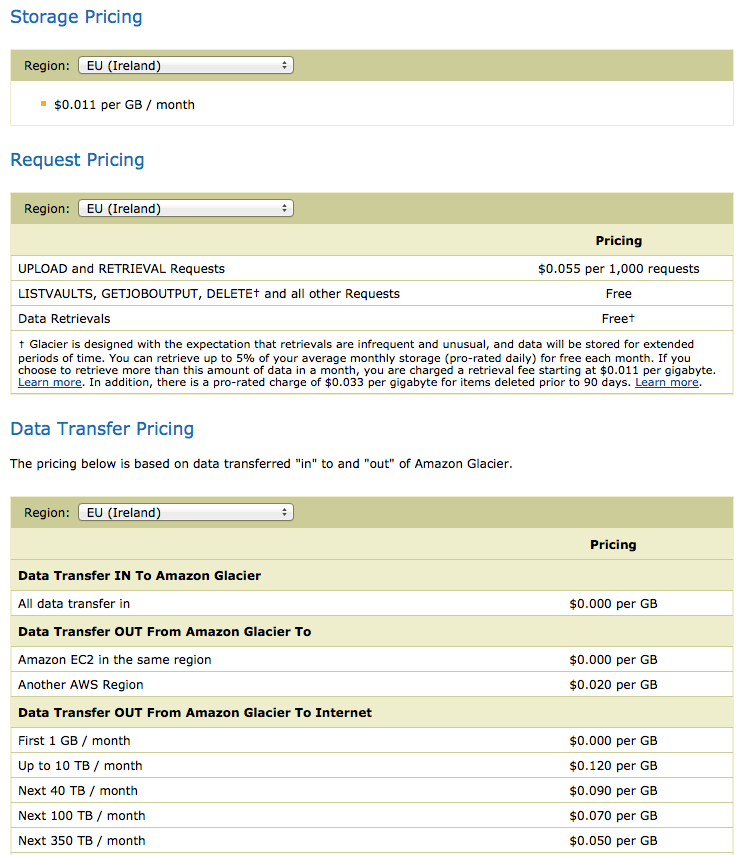 Storage Pricing
Region: EU (Ireland)
$0.011 per GB / month
Request Pricing
Region: EU (Ireland)
Pricing
UPLOAD and RETRIEVAL Requests $0.055 per 1,000 requests
LISTVAULTS, GETJOBOUTPUT, DELETE† and all other Requests Free
Data Retrievals Free†
† Glacier is designed with the expectation that retrievals are infrequent and unusual, and data will be stored for extended
periods of time. You can retrieve up to 5% of your average monthly storage (pro-rated daily) for free each month. If you
choose to retrieve more than this amount of data in a month, you are charged a retrieval fee starting at $0.011 per gigabyte.
Learn more. In addition, there is a pro-rated charge of $0.033 per gigabyte for items deleted prior to 90 days. Learn more.
Data Transfer Pricing
The pricing below is based on data transferred "in" to and "out" of Amazon Glacier.
Region: EU (Ireland)
Pricing
Data Transfer IN To Amazon Glacier
All data transfer in $0.000 per GB
Data Transfer OUT From Amazon Glacier To
Amazon EC2 in the same region $0.000 per GB
Another AWS Region $0.020 per GB
Data Transfer OUT From Amazon Glacier To Internet
First 1 GB / month $0.000 per GB
Up to 10 TB / month $0.120 per GB
Next 40 TB / month $0.090 per GB
Next 100 TB / month $0.070 per GB
Next 350 TB / month $0.050 per GB